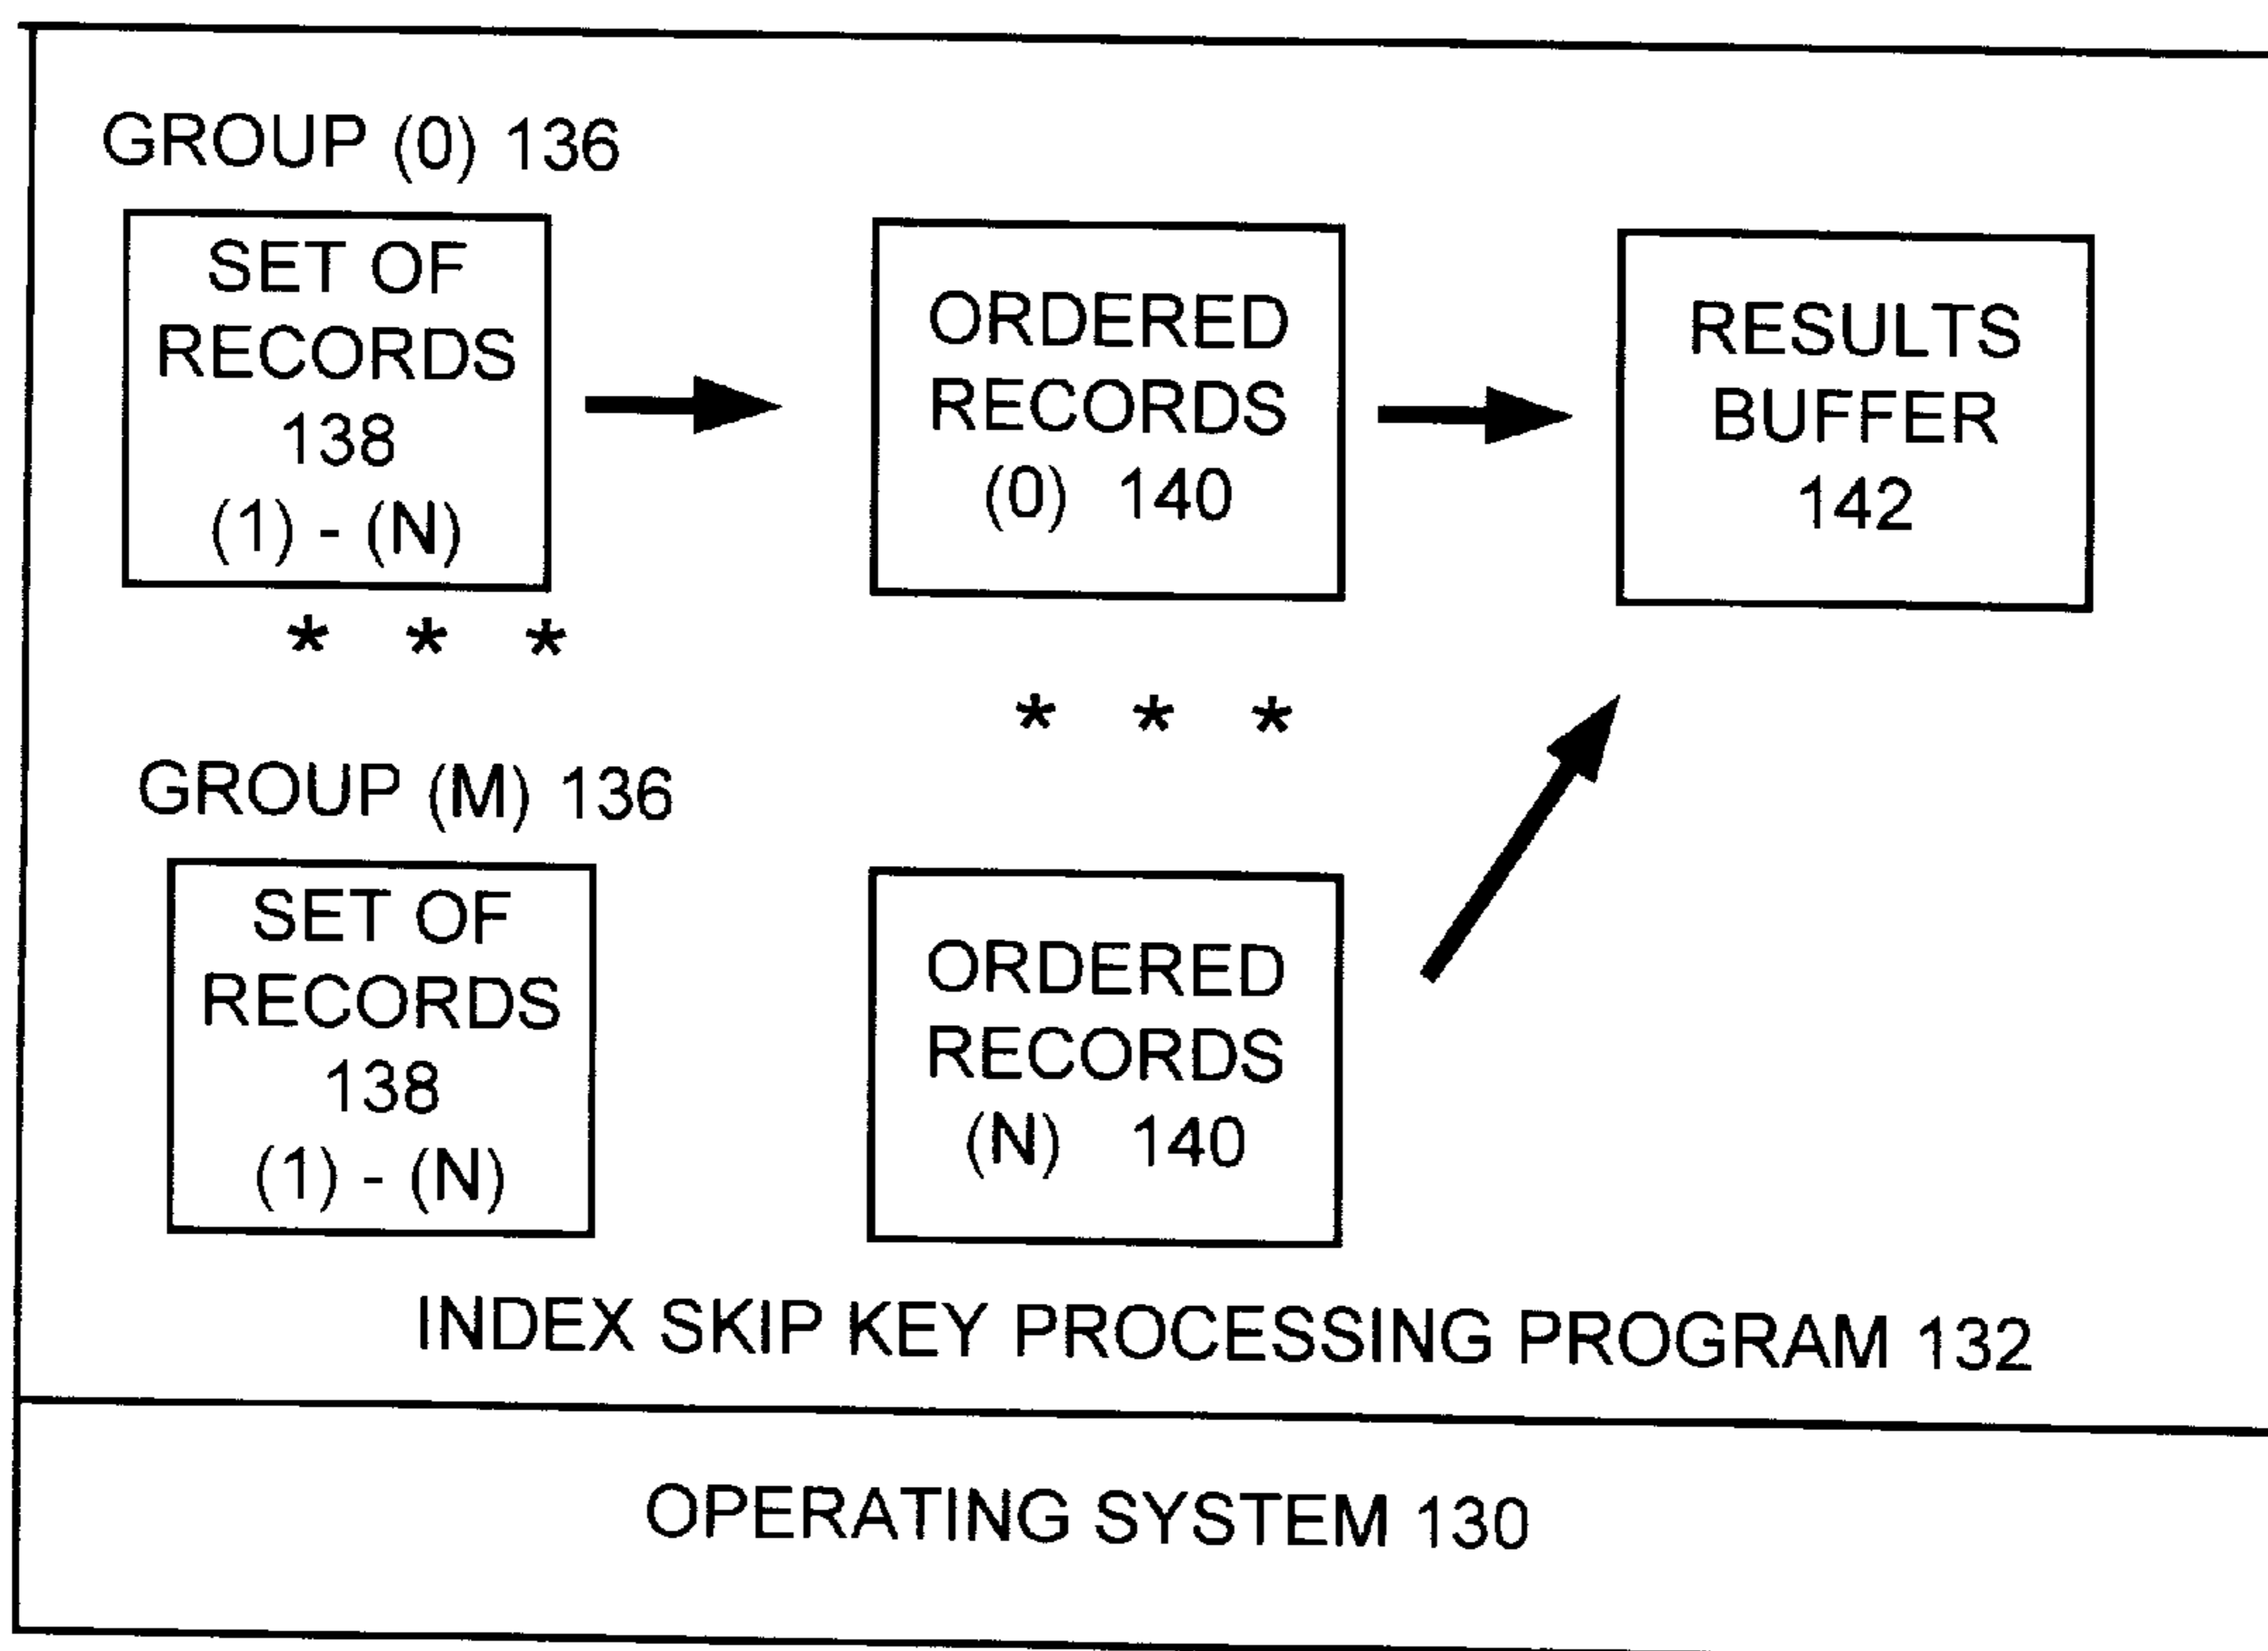 GROUP (0) 136
SET OF
RECORDS
138
(1) - (N)
ORDERED
RECORDS
(0) 140
RESULTS
BUFFER
142
* * *
* * *
GROUP (M) 136
SET OF
RECORDS
138
(1) - (N)
ORDERED
RECORDS
(N) 140
INDEX SKIP KEY PROCESSING PROGRAM 132
OPERATING SYSTEM 130